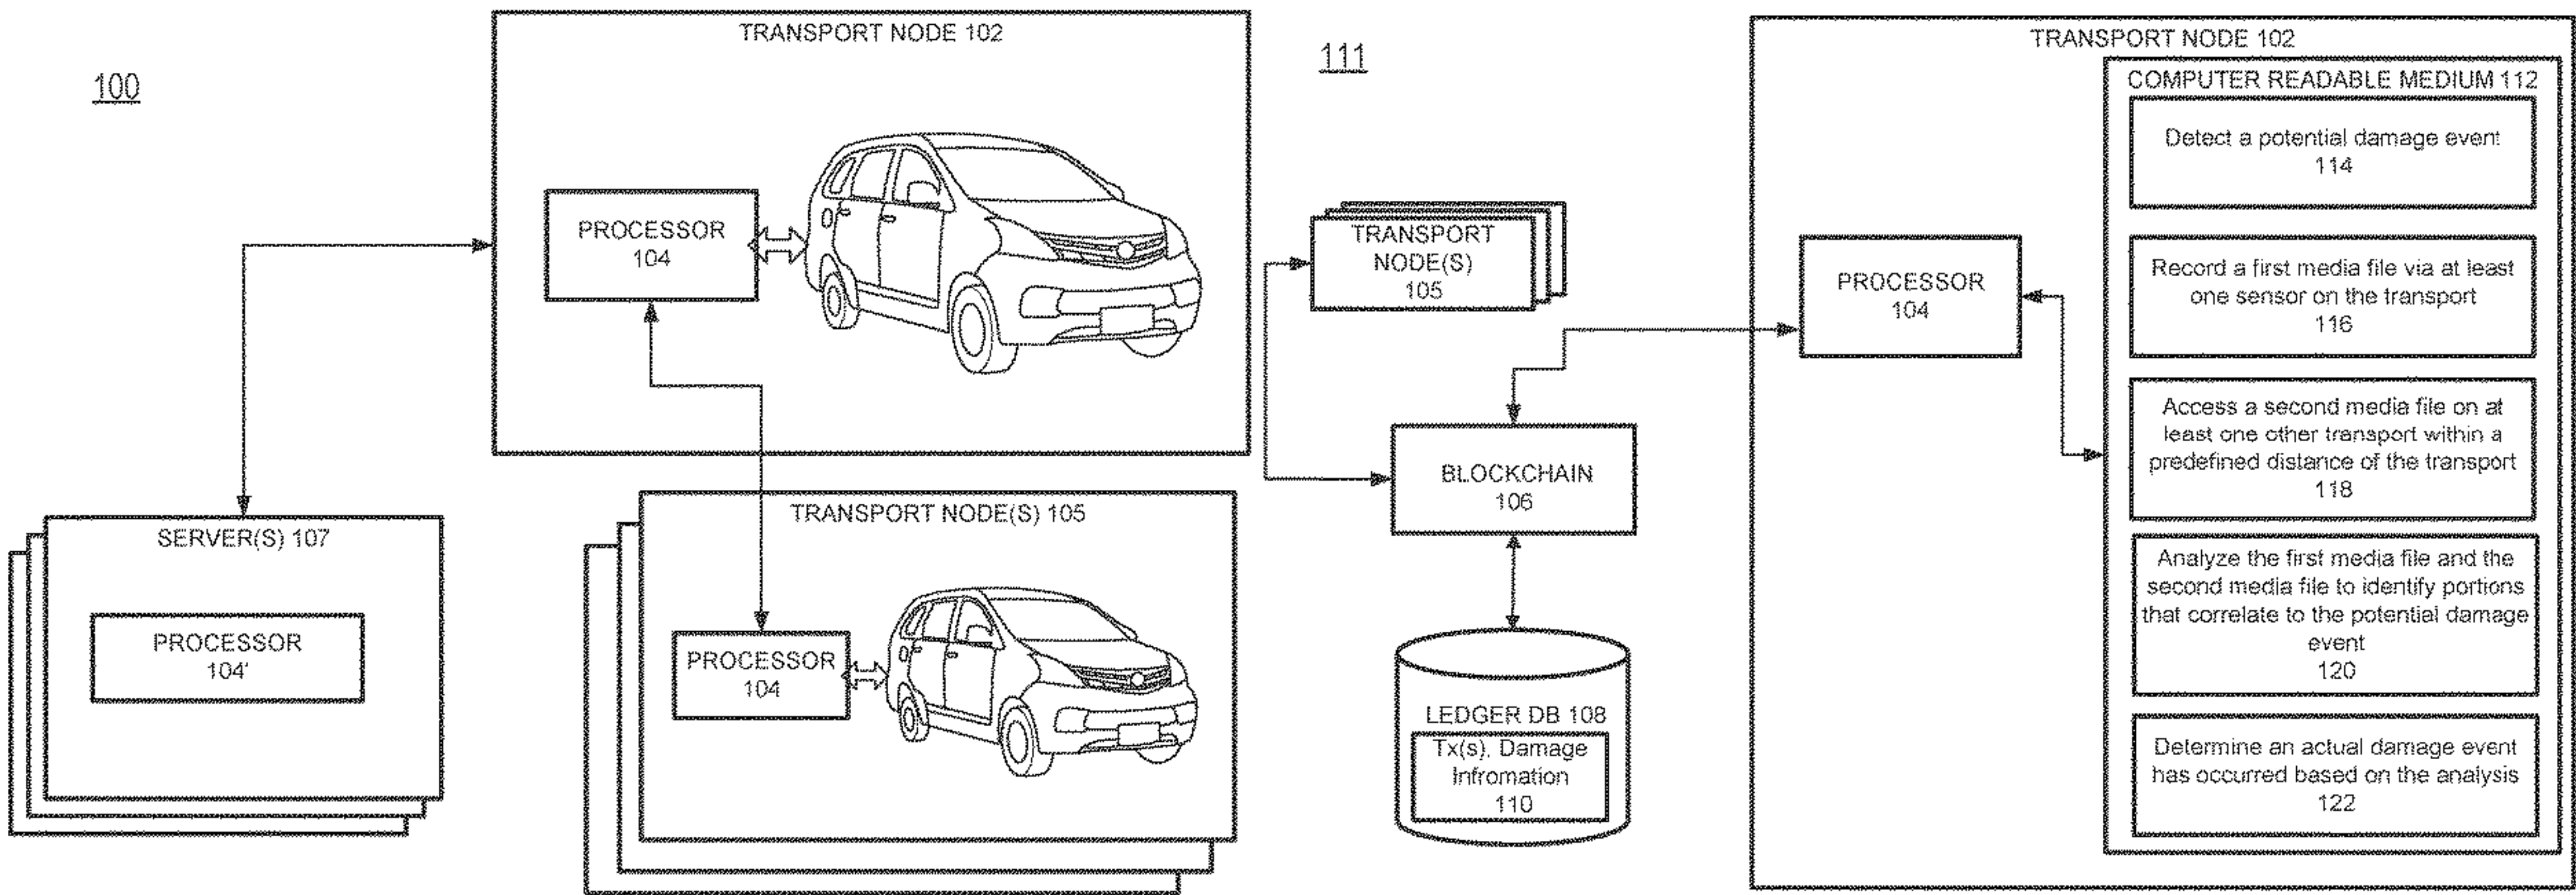 100
TRANSPORT NODE 102
PROCESSOR
104
SERVER(S) 107
PROCESSOR
104'
TRANSPORT NODE(S) 105
PROCESSOR
104
111
TRANSPORT
NODE(S)
105
BLOCKCHAIN
106
LEDGER DB 108
Tx(s), Damage
Infromation
110
TRANSPORT NODE 102
PROCESSOR
104
COMPUTER READABLE MEDIUM 112
Detect a potential damage event
114
Record a first media file via at least
one sensor on the transport
116
Access a second media file on at
least one other transport within a
predefined distance of the transport
118
Analyze the first media file and the
second media file to identify portions
that correlate to the potential damage
event
120
Determine an actual damage event
has occurred based on the analysis
122